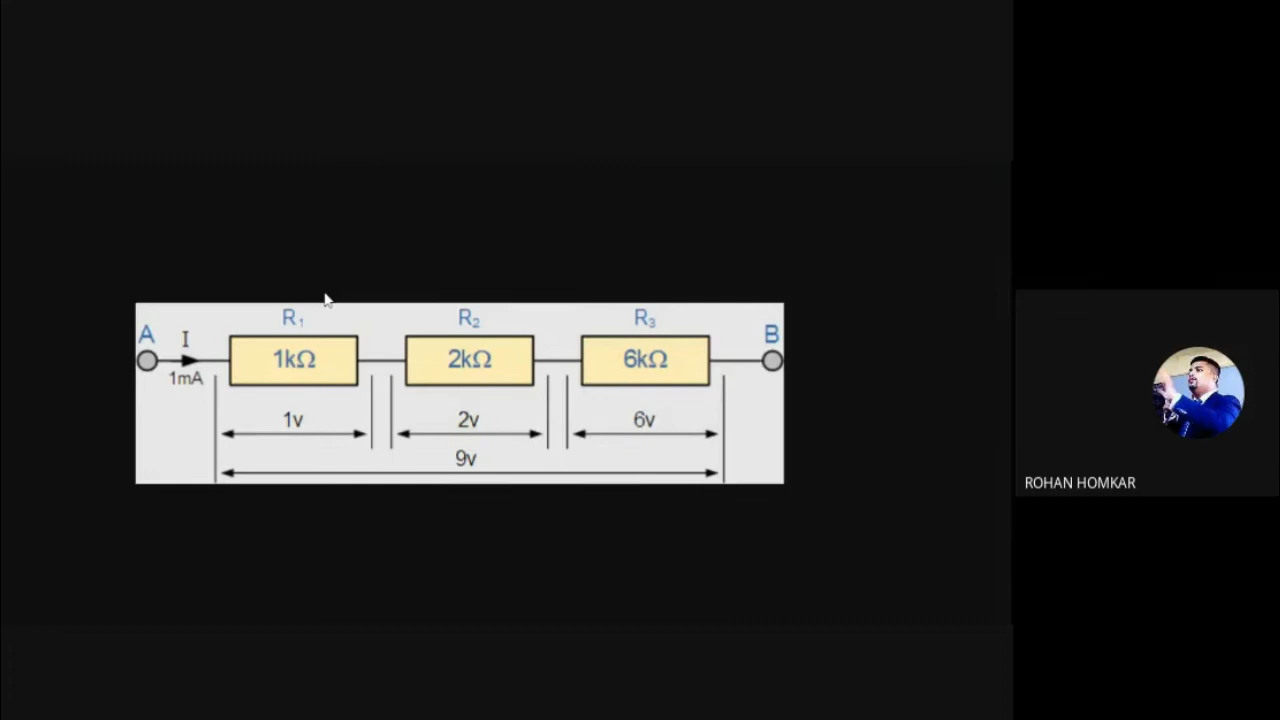 R₁ R₂ R₃
A I B
1kΩ 2kΩ 6kΩ
1mA
1v 2v 6v
9v
ROHAN HOMKAR